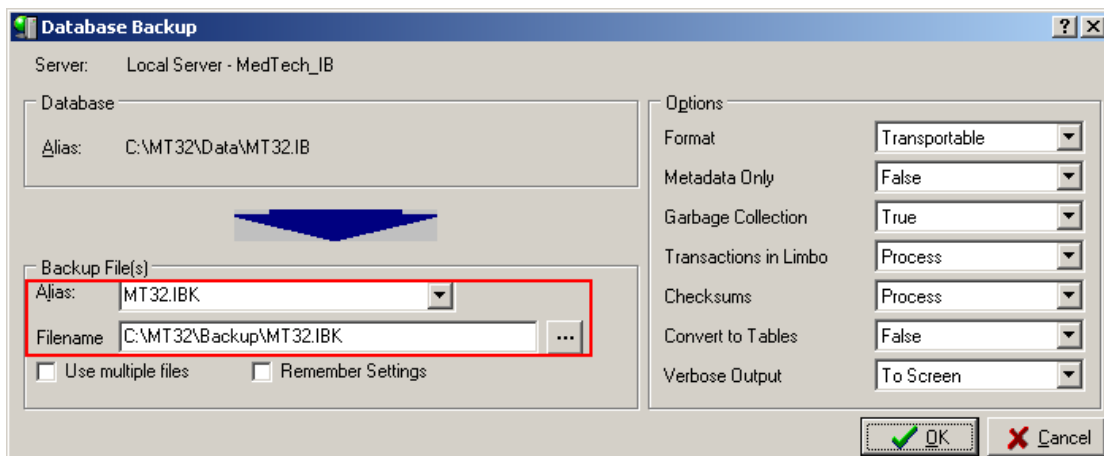 Database Backup
Server: Local Server - MedTech_IB
Database
Alias: C:\MT32\Data\MT32.IB
Backup File(s)
Alias: MT32.IBK
Filename C:\MT32\Backup\MT32.IBK ...
Use multiple files Remember Settings
Options
Format Transportable
Metadata Only False
Garbage Collection True
Transactions in Limbo Process
Checksums Process
Convert to Tables False
Verbose Output To Screen
OK Cancel